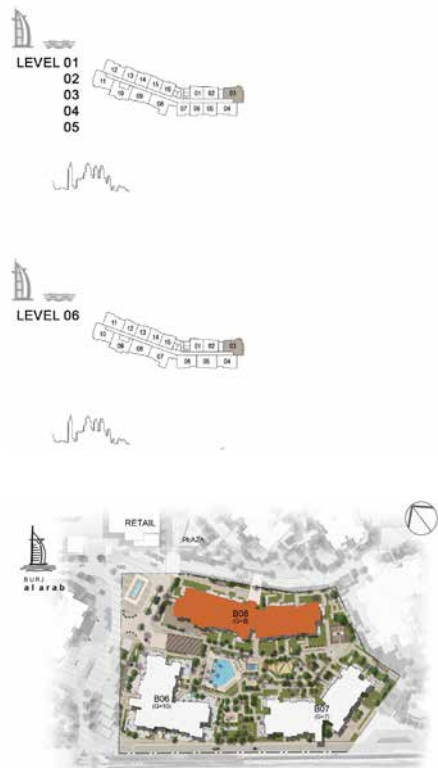 LEVEL 01
02
03
04
05
12 13 14 15 16
01 02 03
11 10 09 08
07 06 05 04
LEVEL 06
11 12 13 14 15
01 02 03
10 09 08 07
06 05 04
RETAIL
PLAZA
BURJ
al arab
B06
(G+10)
B07
(G+7)